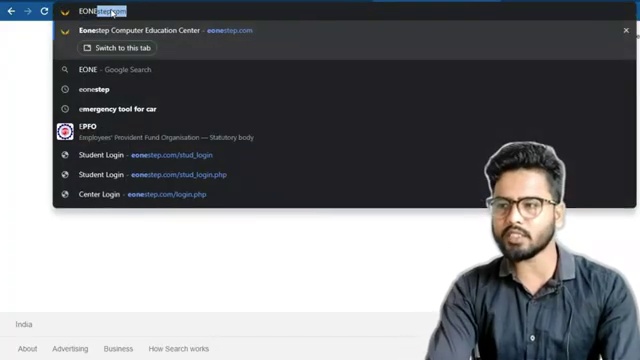 EONEstep.com
Eonestep Computer Education Center - eonestep.com
Switch to this tab
EONE - Google Search
eonestep
emergency tool for car
EPFO
Employees' Provident Fund Organisation — Statutory body
Student Login - eonestep.com/stud_login
Student Login - eonestep.com/stud_login.php
Center Login - eonestep.com/login.php
India
About Advertising Business How Search works